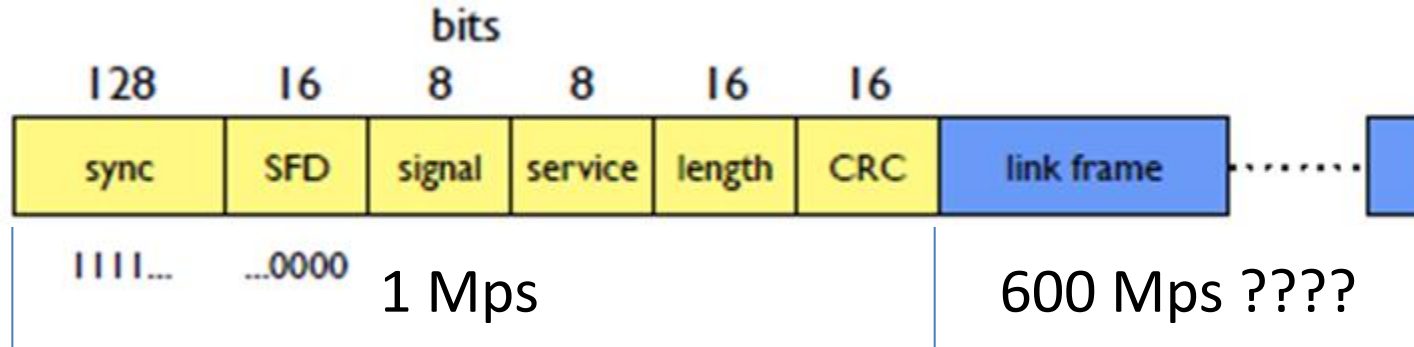 bits
128 16 8 8 16 16
sync SFD signal service length CRC link frame
1111... ...0000 1 Mps 600 Mps ????